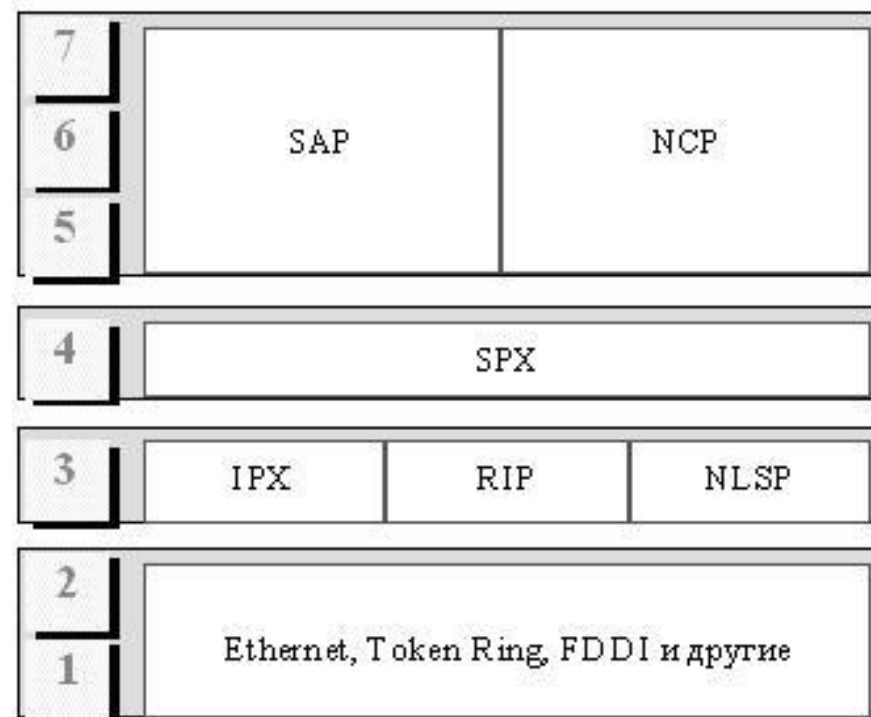 7
6
5
SAP NCP
4
SPX
3
IPX RIP NLSP
2
1
Ethernet, Token Ring, FDDI и другие